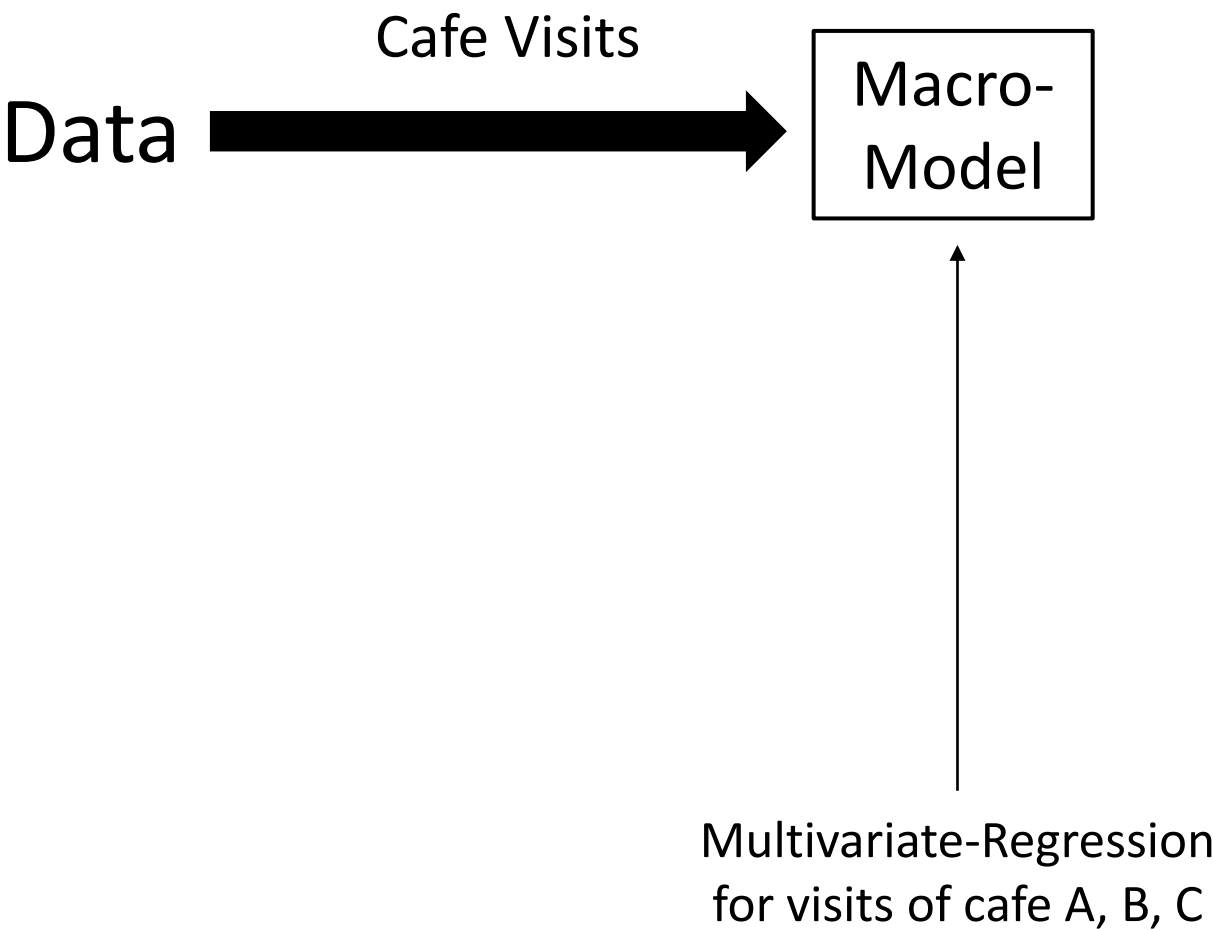 Cafe Visits
Data
Macro-
Model
Multivariate-Regression
for visits of cafe A, B, C